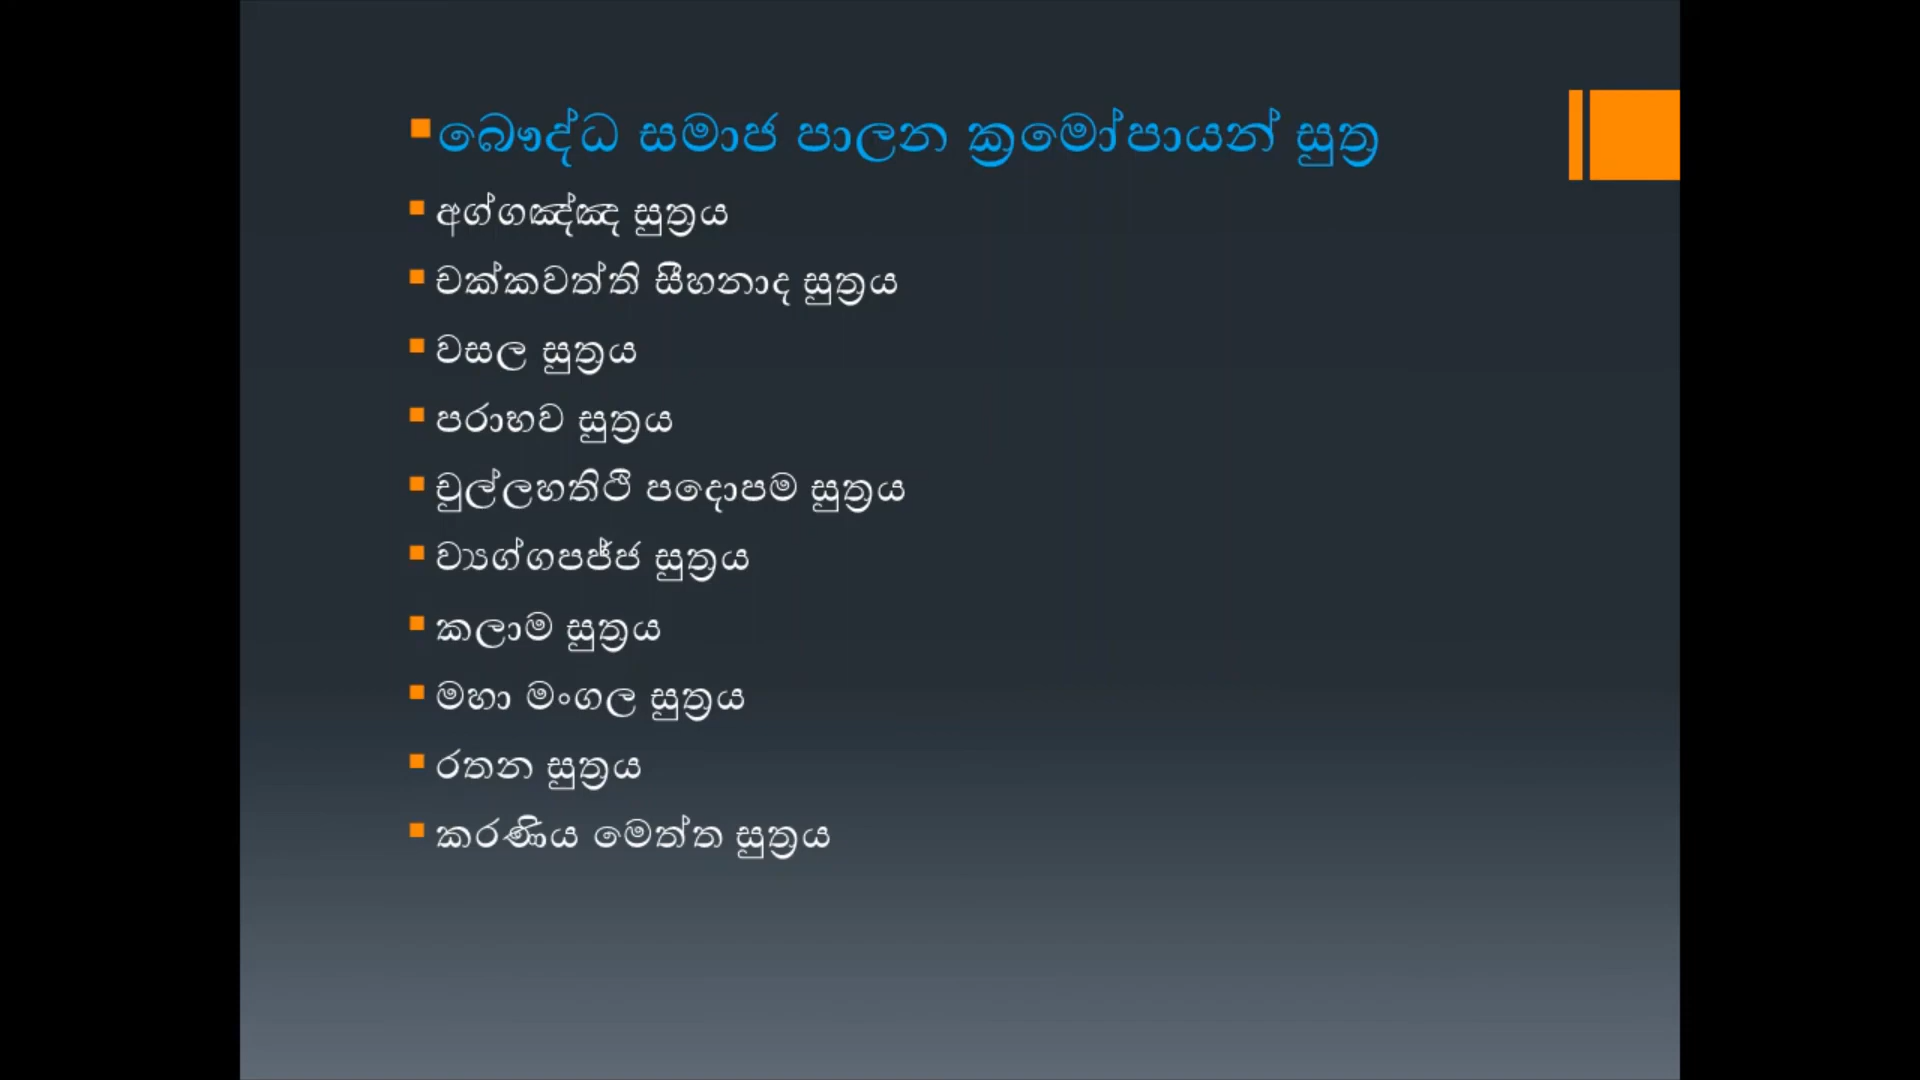 බෞද්ධ සමාජ පාලන ක්‍රමෝපායන් සුත්‍ර
අග්ගඤ්ඤ සුත්‍රය
චක්කවත්ති සීහනාද සුත්‍රය
වසල සුත්‍රය
පරාභව සුත්‍රය
චුල්ලහතිථි පදොපම සුත්‍රය
ව්‍යග්ගපජ්ජ සුත්‍රය
කලාම සුත්‍රය
මහා මංගල සුත්‍රය
රතන සුත්‍රය
කරණිය මෙත්ත සුත්‍රය